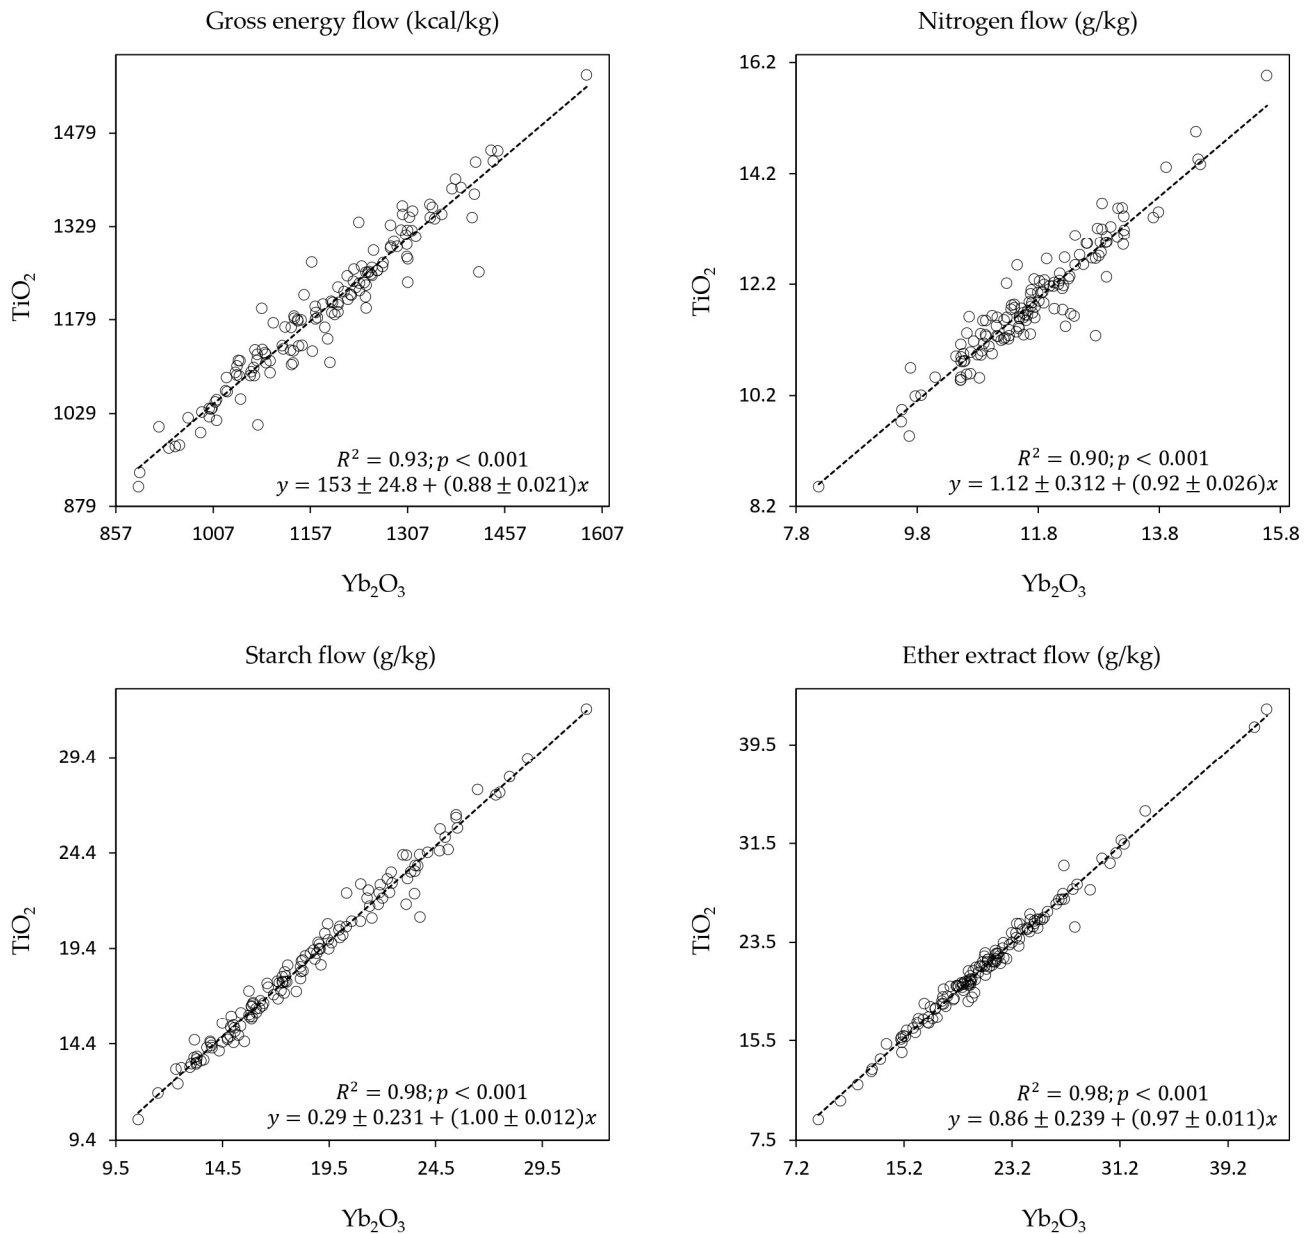 Gross energy flow (kcal/kg)
TiO₂
1479
1329
1179
1029
879
R² = 0.93; p < 0.001
y = 153 ± 24.8 + (0.88 ± 0.021)x
857 1007 1157 1307 1457 1607
Yb₂O₃
Nitrogen flow (g/kg)
TiO₂
16.2
14.2
12.2
10.2
8.2
R² = 0.90; p < 0.001
y = 1.12 ± 0.312 + (0.92 ± 0.026)x
7.8 9.8 11.8 13.8 15.8
Yb₂O₃
Starch flow (g/kg)
TiO₂
29.4
24.4
19.4
14.4
9.4
R² = 0.98; p < 0.001
y = 0.29 ± 0.231 + (1.00 ± 0.012)x
9.5 14.5 19.5 24.5 29.5
Yb₂O₃
Ether extract flow (g/kg)
TiO₂
39.5
31.5
23.5
15.5
7.5
R² = 0.98; p < 0.001
y = 0.86 ± 0.239 + (0.97 ± 0.011)x
7.2 15.2 23.2 31.2 39.2
Yb₂O₃